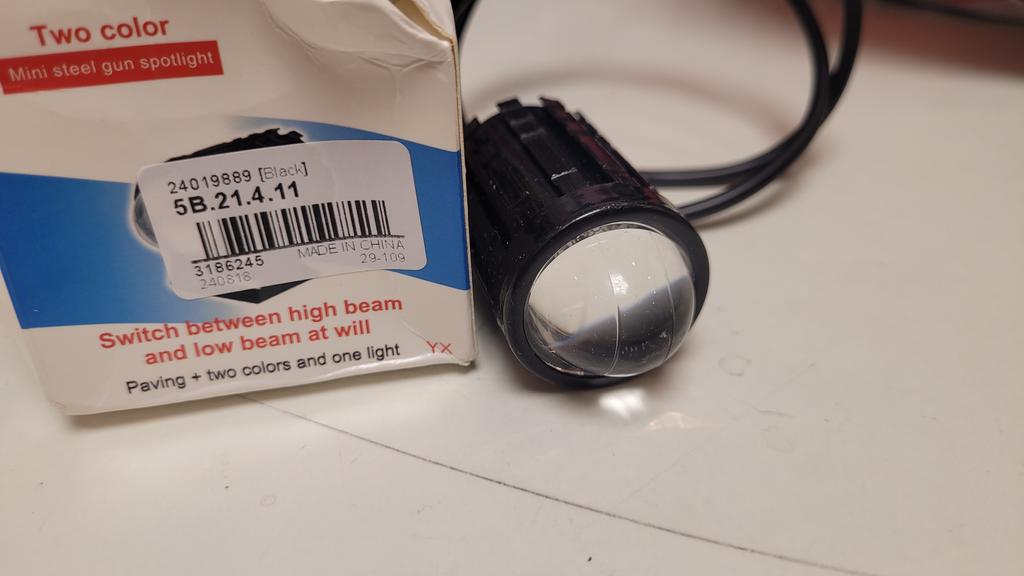 Two color
Mini steel gun spotlight
24019889 [Black]
5B.21.4.11
3186245 MADE IN CHINA
240818 29-109
Switch between high beam
and low beam at will
Paving + two colors and one light YX